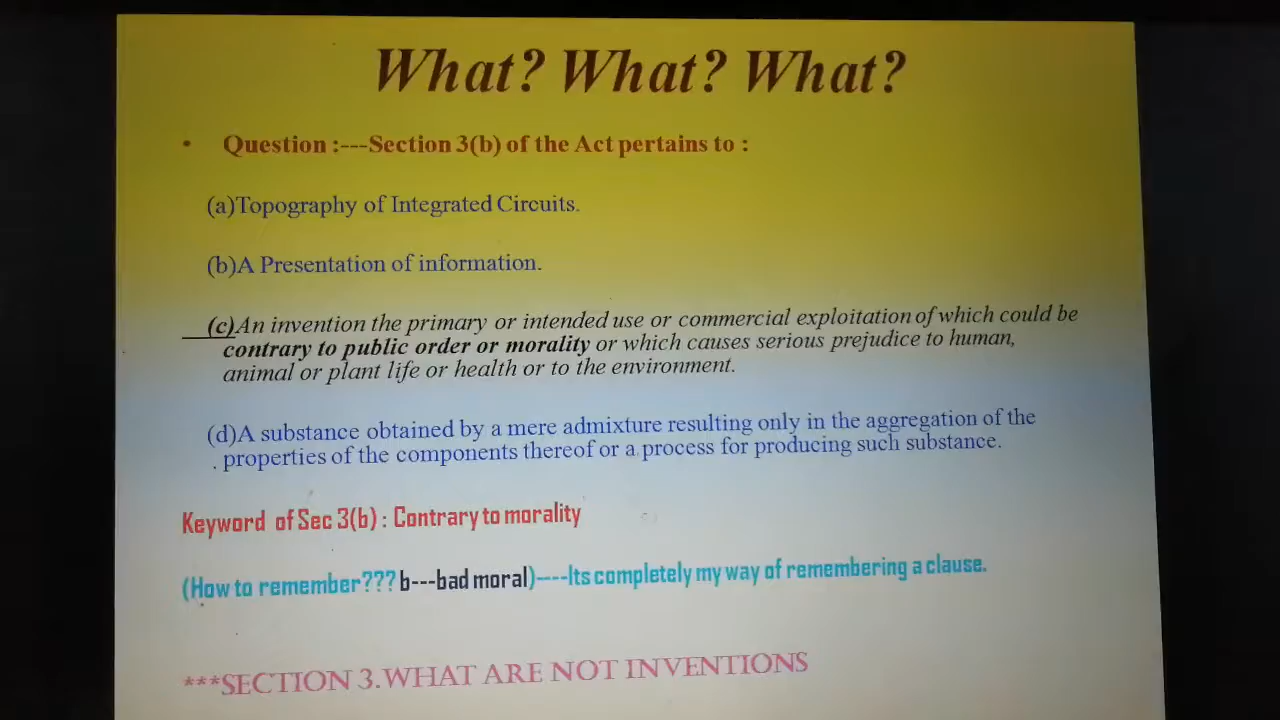 What? What? What?
• Question :---Section 3(b) of the Act pertains to :
(a)Topography of Integrated Circuits.
(b)A Presentation of information.
(c)An invention the primary or intended use or commercial exploitation of which could be
contrary to public order or morality or which causes serious prejudice to human,
animal or plant life or health or to the environment.
(d)A substance obtained by a mere admixture resulting only in the aggregation of the
. properties of the components thereof or a process for producing such substance.
Keyword of Sec 3(b) : Contrary to morality
(How to remember??? b---bad moral)----Its completely my way of remembering a clause.
***SECTION 3.WHAT ARE NOT INVENTIONS